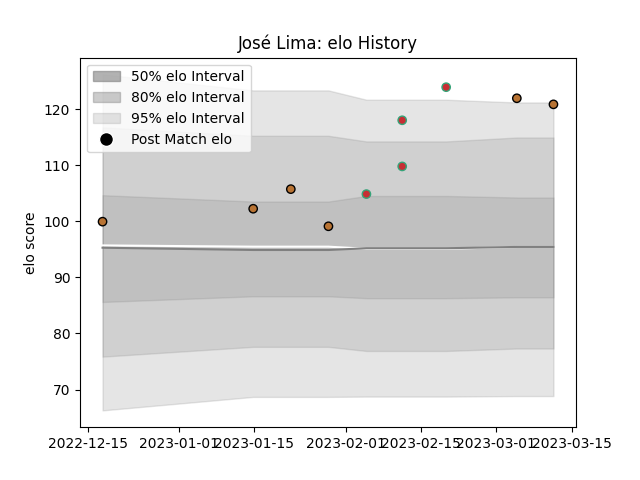 José Lima: elo History
50% elo Interval
80% elo Interval
95% elo Interval
Post Match elo
elo score
120
110
100
90
80
70
2022-12-15
2023-01-01
2023-01-15
2023-02-01
2023-02-15
2023-03-01
2023-03-15